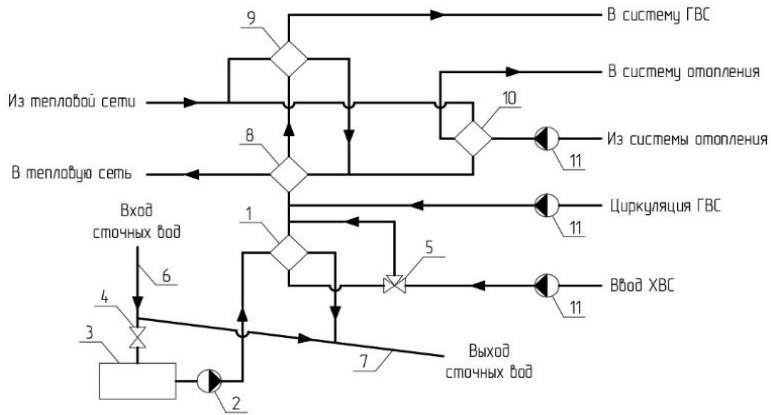 В систему ГВС
9
В систему отопления
Из тепловой сети
10
8
Из системы отопления
11
В тепловую сеть
Вход
сточных вод
1
Циркуляция ГВС
11
5
6
4
Ввод ХВС
11
3
7
Выход
сточных вод
2